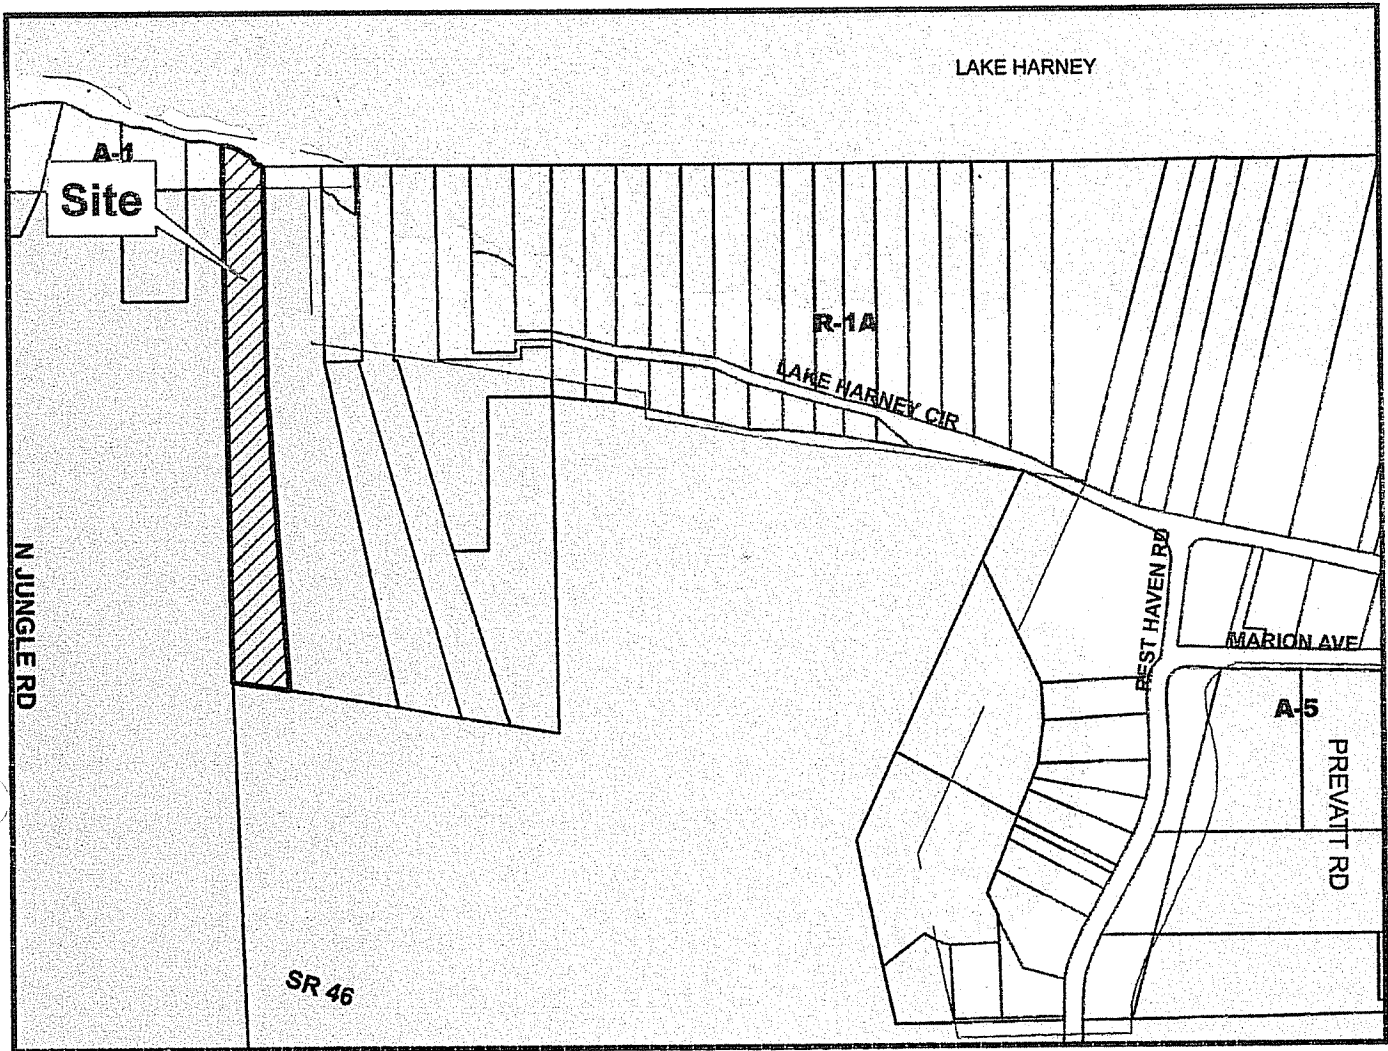 LAKE HARNEY
A-1
Site
R-1A
LAKE HARNEY CIR
N JUNGLE RD
REST HAVEN RD
MARION AVE
A-5
PREVATT RD
SR 46